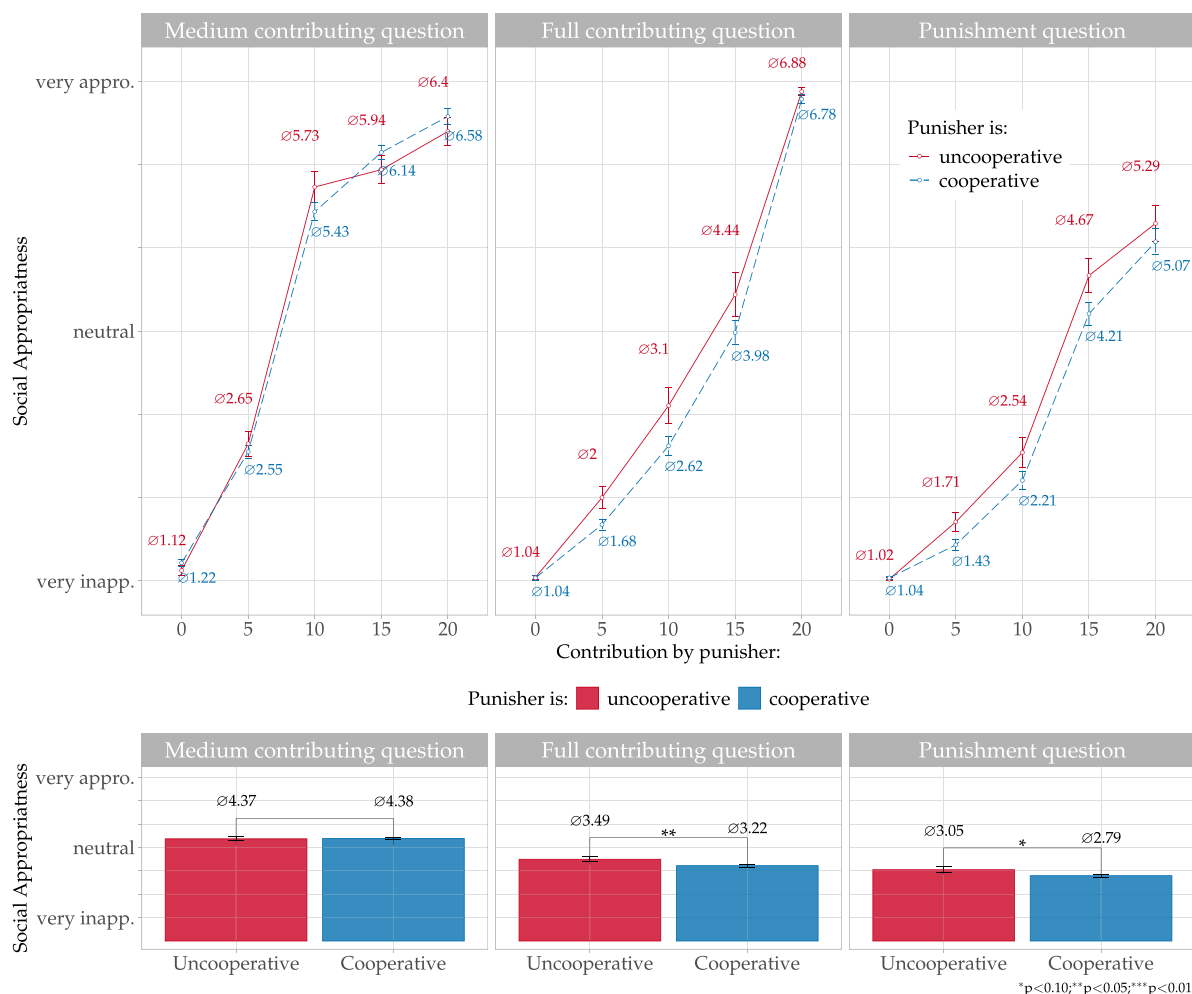 Medium contributing question Full contributing question Punishment question
Social Appropriatness
very appro.
neutral
very inapp.
∅1.12
∅2.65
∅5.73
∅5.94
∅6.4
∅1.22
∅2.55
∅5.43
∅6.14
∅6.58
∅1.04
∅2
∅3.1
∅4.44
∅6.88
∅1.04
∅1.68
∅2.62
∅3.98
∅6.78
Punisher is:
uncooperative
cooperative
∅1.02
∅1.71
∅2.54
∅4.67
∅5.29
∅1.04
∅1.43
∅2.21
∅4.21
∅5.07
0 5 10 15 20 0 5 10 15 20 0 5 10 15 20
Contribution by punisher:
Punisher is: uncooperative cooperative
Medium contributing question Full contributing question Punishment question
Social Appropriatness
very appro.
neutral
very inapp.
∅4.37 ∅4.38
∅3.49 ** ∅3.22
∅3.05 * ∅2.79
Uncooperative Cooperative Uncooperative Cooperative Uncooperative Cooperative
*p<0.10;**p<0.05;***p<0.01